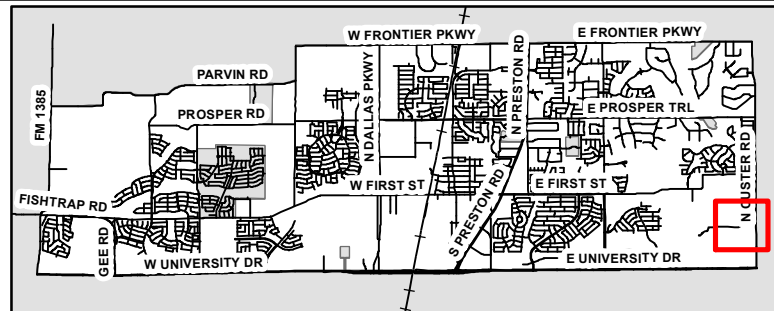 W FRONTIER PKWY
E FRONTIER PKWY
PARVIN RD
FM 1385
PROSPER RD
N DALLAS PKWY
N PRESTON RD
E PROSPER TRL
N CUSTER RD
W FIRST ST
E FIRST ST
S PRESTON RD
FISHTRAP RD
GEE RD
W UNIVERSITY DR
E UNIVERSITY DR